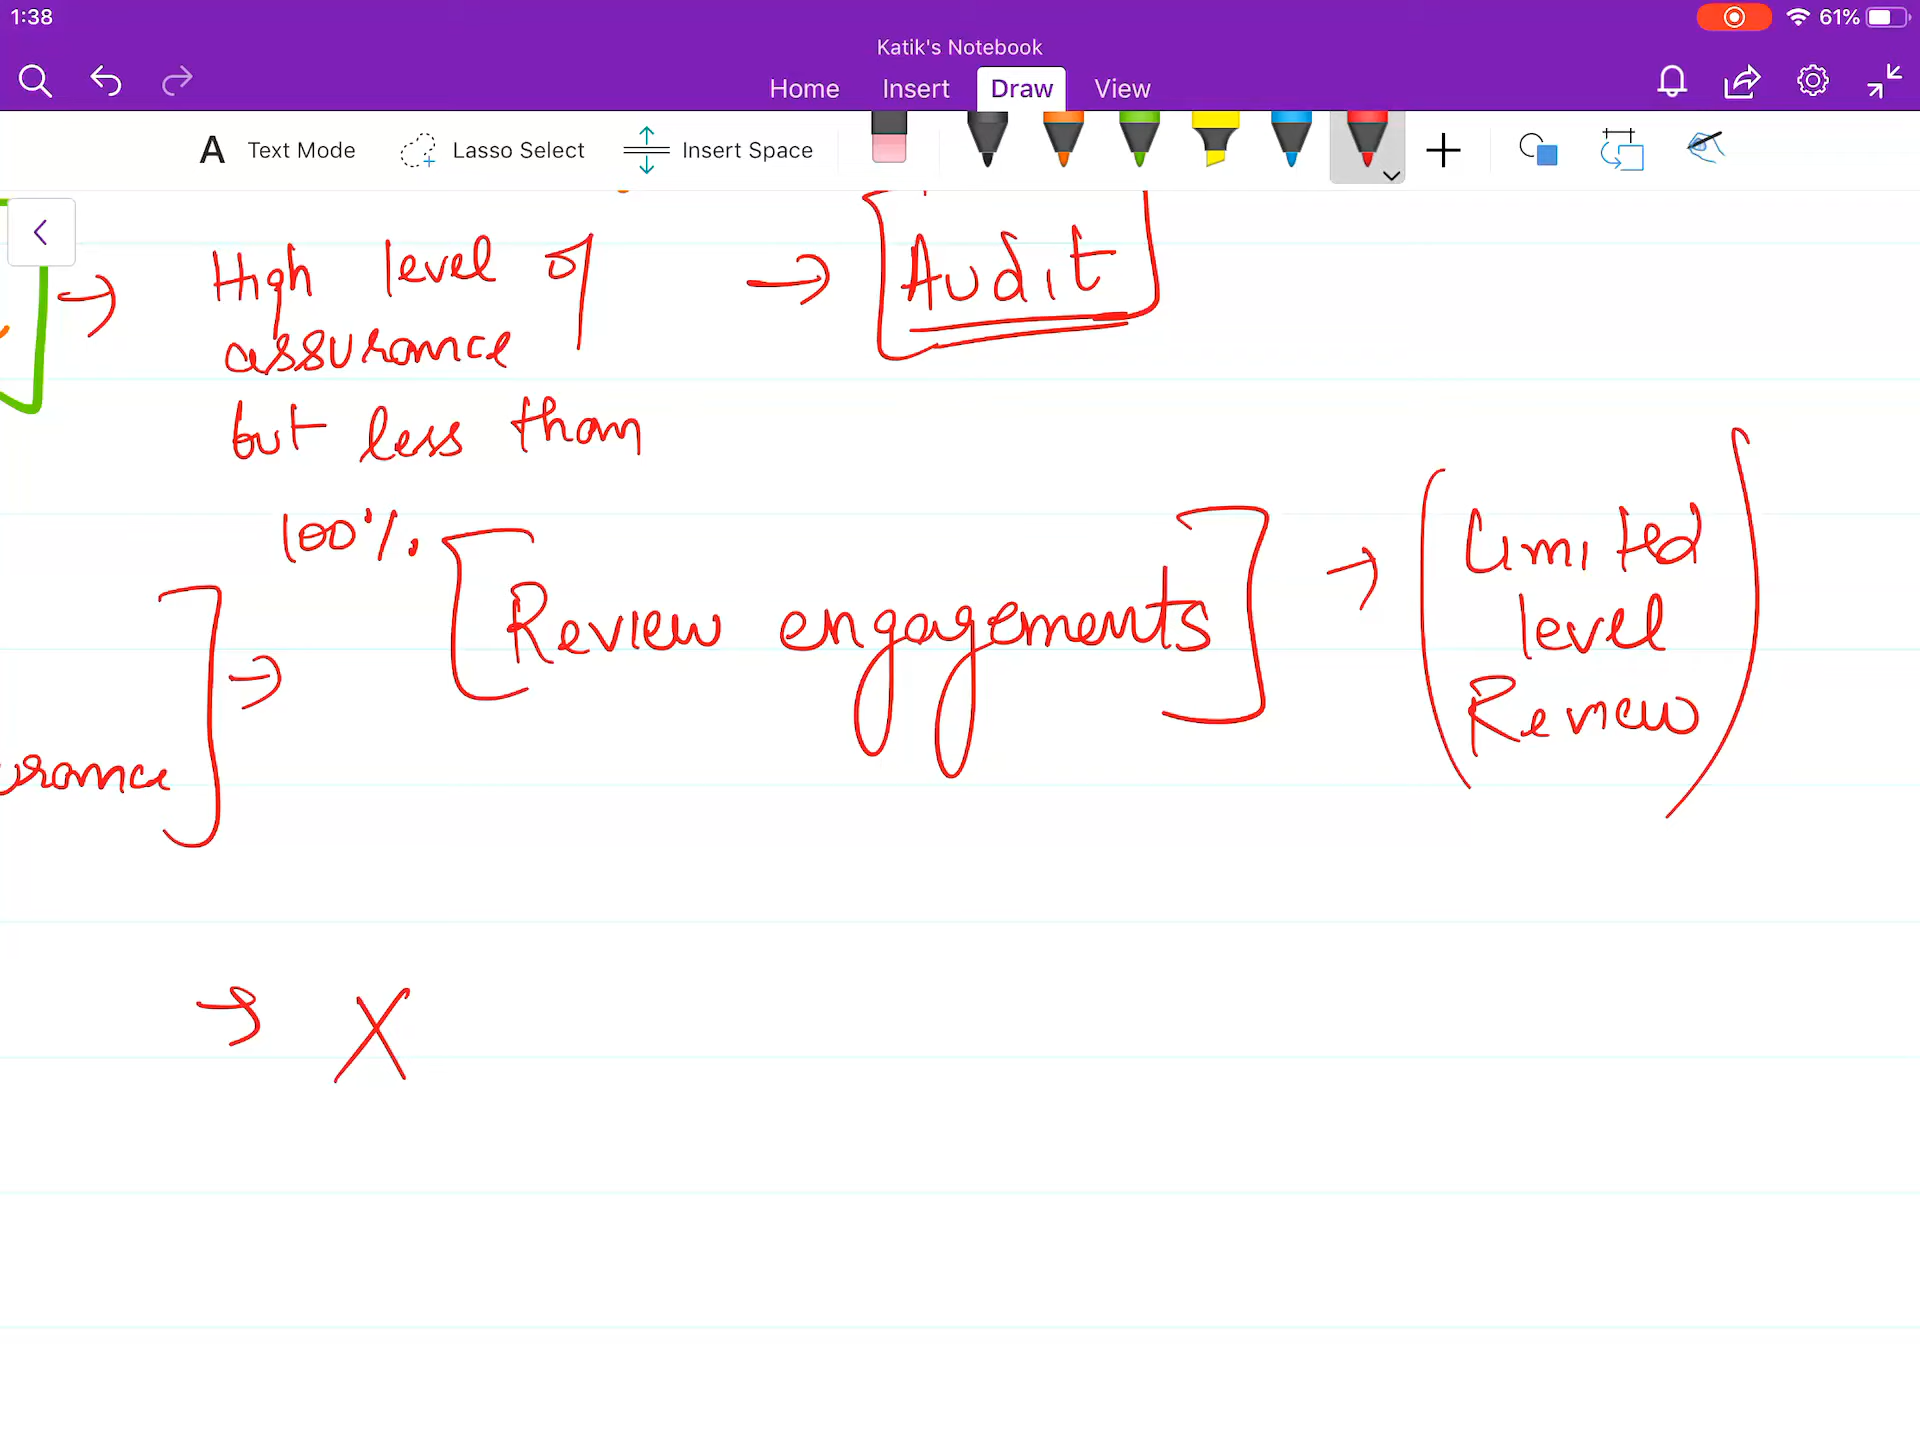 1:38
61%
Katik's Notebook
Home Insert Draw View
A Text Mode Lasso Select Insert Space
High level of → Audit
assurance
but less than
100%.
[Review engagements] → (Limited
level
Review)
urance
→ X